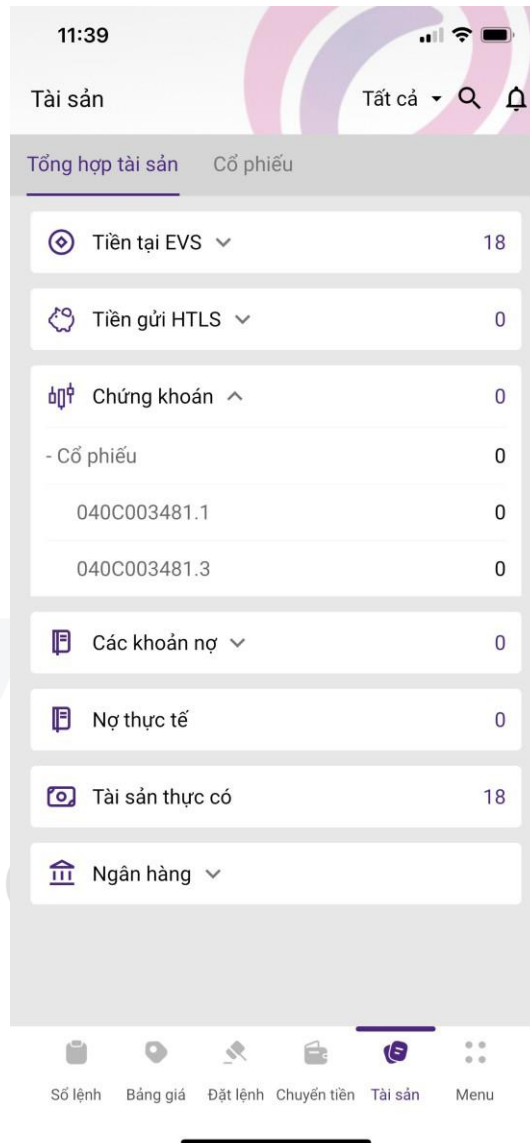 11:39
Tài sản Tất cả
Tổng hợp tài sản Cổ phiếu
Tiền tại EVS 18
Tiền gửi HTLS 0
Chứng khoán 0
- Cổ phiếu 0
040C003481.1 0
040C003481.3 0
Các khoản nợ 0
Nợ thực tế 0
Tài sản thực có 18
Ngân hàng
Sổ lệnh Bảng giá Đặt lệnh Chuyển tiền Tài sản Menu